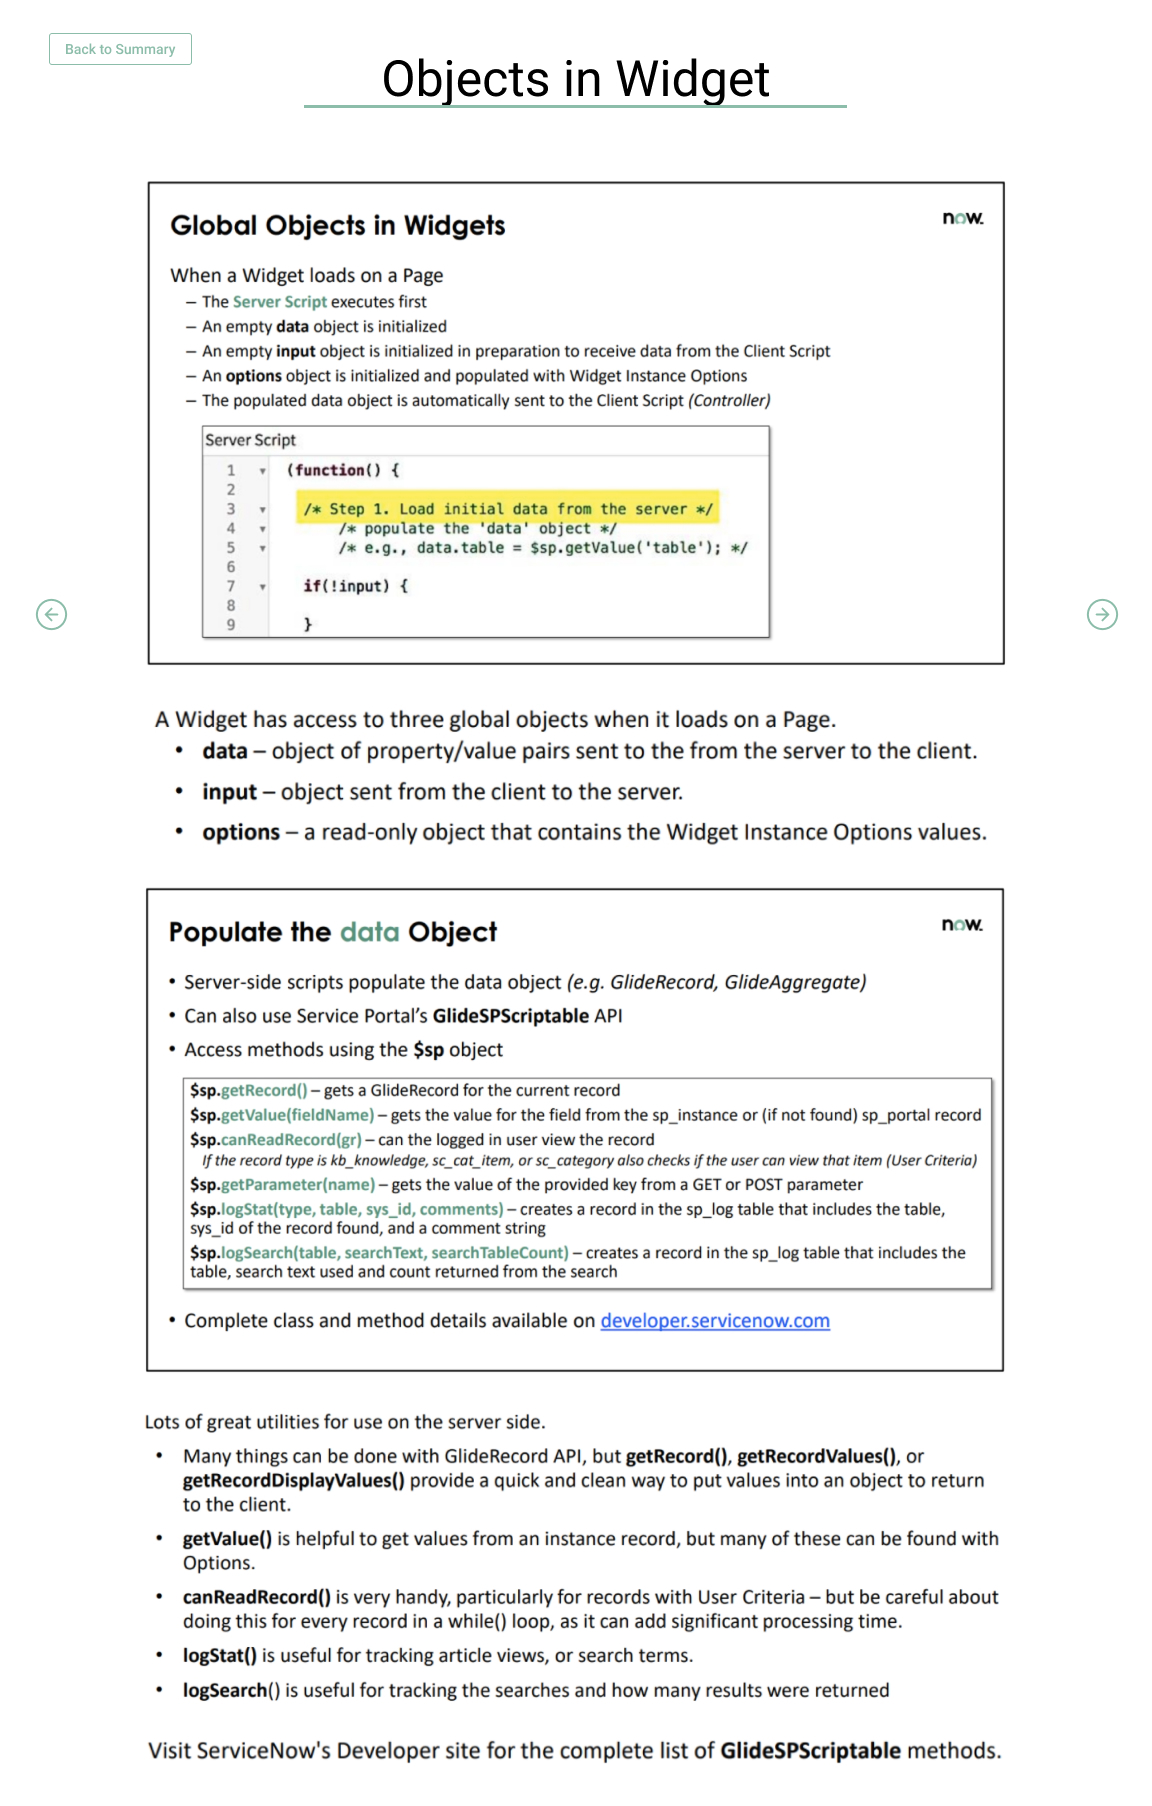 Back to Summary
Objects in Widget
Global Objects in Widgets
now.
When a Widget loads on a Page
– The Server Script executes first
– An empty data object is initialized
– An empty input object is initialized in preparation to receive data from the Client Script
– An options object is initialized and populated with Widget Instance Options
– The populated data object is automatically sent to the Client Script (Controller)
Server Script
1 (function() {
2
3 /* Step 1. Load initial data from the server */
4 /* populate the 'data' object */
5 /* e.g., data.table = $sp.getValue('table'); */
6
7 if(!input) {
8
9 }
A Widget has access to three global objects when it loads on a Page.
• data – object of property/value pairs sent to the from the server to the client.
• input – object sent from the client to the server.
• options – a read-only object that contains the Widget Instance Options values.
Populate the data Object
now.
• Server-side scripts populate the data object (e.g. GlideRecord, GlideAggregate)
• Can also use Service Portal's GlideSPScriptable API
• Access methods using the $sp object
$sp.getRecord() – gets a GlideRecord for the current record
$sp.getValue(fieldName) – gets the value for the field from the sp_instance or (if not found) sp_portal record
$sp.canReadRecord(gr) – can the logged in user view the record
If the record type is kb_knowledge, sc_cat_item, or sc_category also checks if the user can view that item (User Criteria)
$sp.getParameter(name) – gets the value of the provided key from a GET or POST parameter
$sp.logStat(type, table, sys_id, comments) – creates a record in the sp_log table that includes the table,
sys_id of the record found, and a comment string
$sp.logSearch(table, searchText, searchTableCount) – creates a record in the sp_log table that includes the
table, search text used and count returned from the search
• Complete class and method details available on developer.servicenow.com
Lots of great utilities for use on the server side.
• Many things can be done with GlideRecord API, but getRecord(), getRecordValues(), or
getRecordDisplayValues() provide a quick and clean way to put values into an object to return
to the client.
• getValue() is helpful to get values from an instance record, but many of these can be found with
Options.
• canReadRecord() is very handy, particularly for records with User Criteria – but be careful about
doing this for every record in a while() loop, as it can add significant processing time.
• logStat() is useful for tracking article views, or search terms.
• logSearch() is useful for tracking the searches and how many results were returned
Visit ServiceNow's Developer site for the complete list of GlideSPScriptable methods.